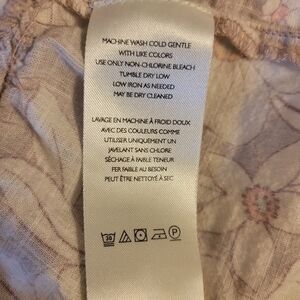 MACHINE WASH COLD GENTLE
WITH LIKE COLORS
USE ONLY NON-CHLORINE BLEACH
TUMBLE DRY LOW
LOW IRON AS NEEDED
MAY BE DRY CLEANED
LAVAGE EN MACHINE À FROID DOUX
AVEC DES COULEURS COMME
UTILISER UNIQUEMENT UN
JAVELANT SANS CHLORE
SÉCHAGE À FAIBLE TENEUR
FER FAIBLE AU BESOIN
PEUT ÊTRE NETTOYÉ À SEC
30 P